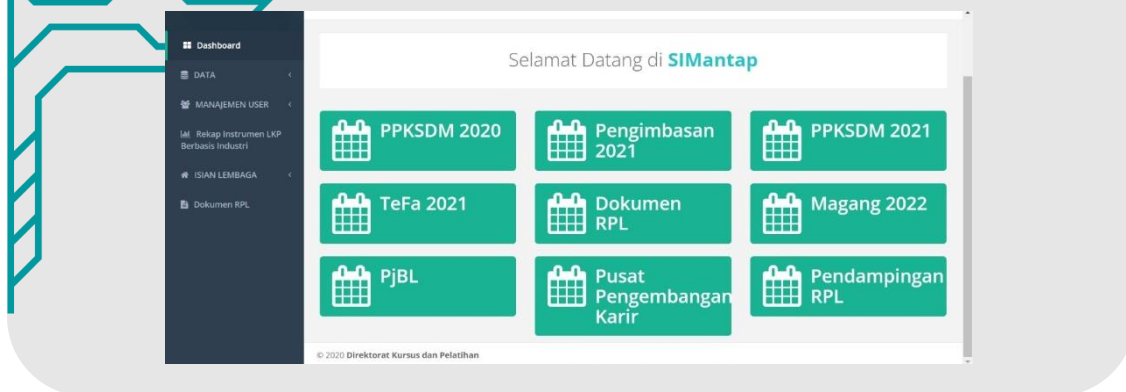 Dashboard
DATA
MANAJEMEN USER
Rekap Instrumen LKP
Berbasis Industri
ISIAN LEMBAGA
Dokumen RPL
Selamat Datang di SIMantap
PPKSDM 2020
Pengimbasan
2021
PPKSDM 2021
TeFa 2021
Dokumen
RPL
Magang 2022
PjBL
Pusat
Pengembangan
Karir
Pendampingan
RPL
© 2020 Direktorat Kursus dan Pelatihan